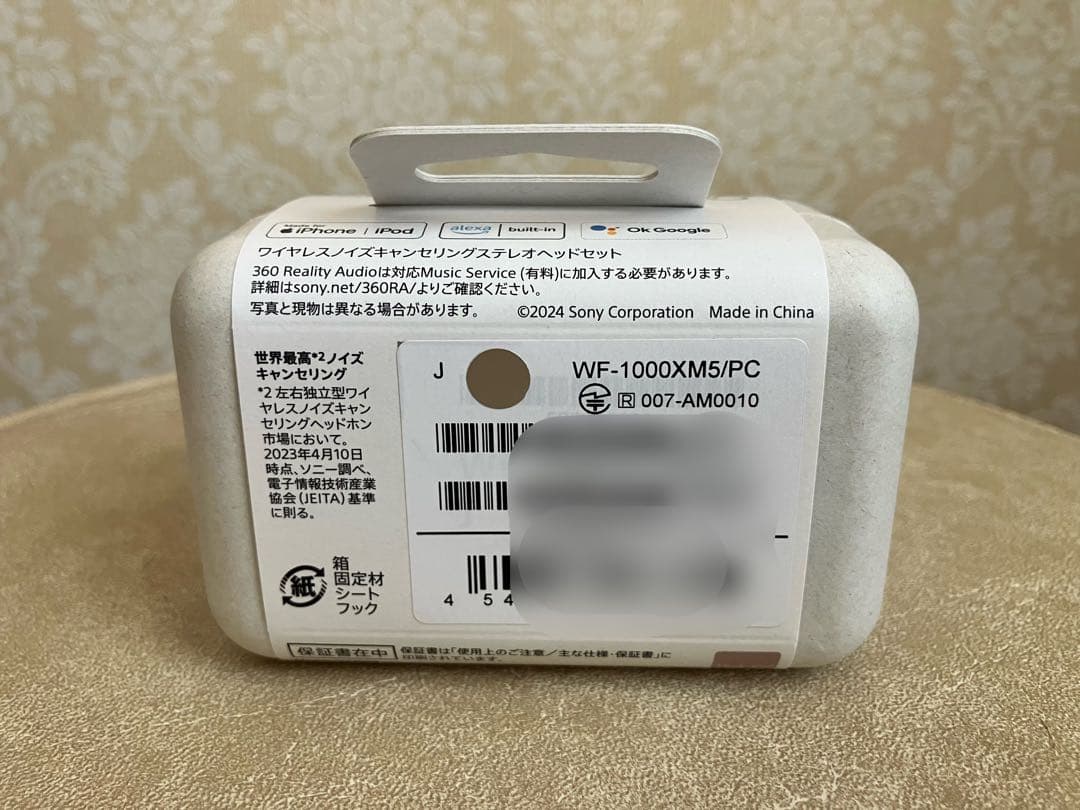 Made for
iPhone / iPod
alexa built-in
Ok Google
ワイヤレスノイズキャンセリングステレオヘッドセット
360 Reality Audioは対応Music Service (有料)に加入する必要があります。
詳細はsony.net/360RA/よりご確認ください。
写真と現物は異なる場合があります。 ©2024 Sony Corporation Made in China
世界最高*2ノイズ
キャンセリング
*2 左右独立型ワイ
ヤレスノイズキャン
セリングヘッドホン
市場において。
2023年4月10日
時点、ソニー調べ、
電子情報技術産業
協会(JEITA)基準
に則る。
紙
箱
固定材
シート
フック
J
WF-1000XM5/PC
R 007-AM0010
4 54
保証書在中
保証書は「使用上のご注意/主な仕様・保証書」に
印刷されています。